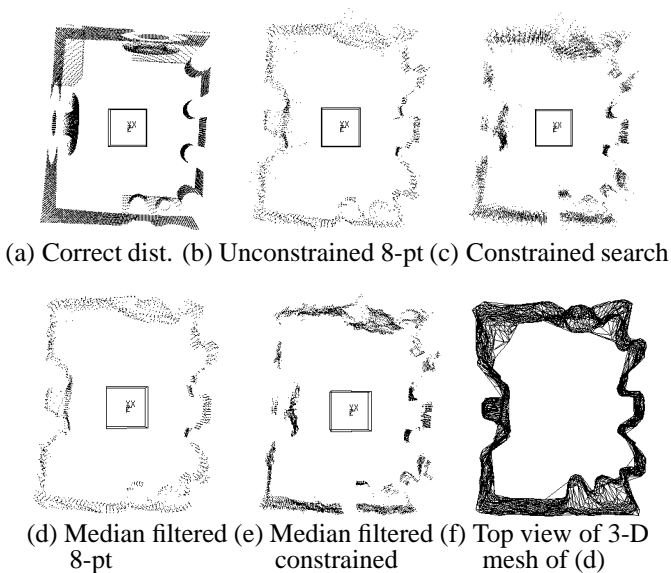 (a) Correct dist. (b) Unconstrained 8-pt (c) Constrained search
(d) Median filtered (e) Median filtered (f) Top view of 3-D
8-pt constrained mesh of (d)